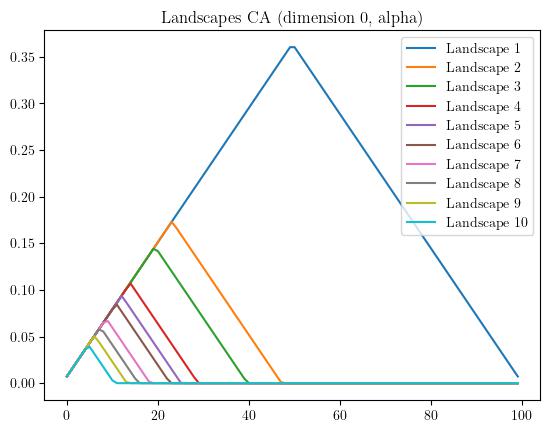 Landscapes CA (dimension 0, alpha)
0.35
0.30
0.25
0.20
0.15
0.10
0.05
0.00
0
20
40
60
80
100
Landscape 1
Landscape 2
Landscape 3
Landscape 4
Landscape 5
Landscape 6
Landscape 7
Landscape 8
Landscape 9
Landscape 10